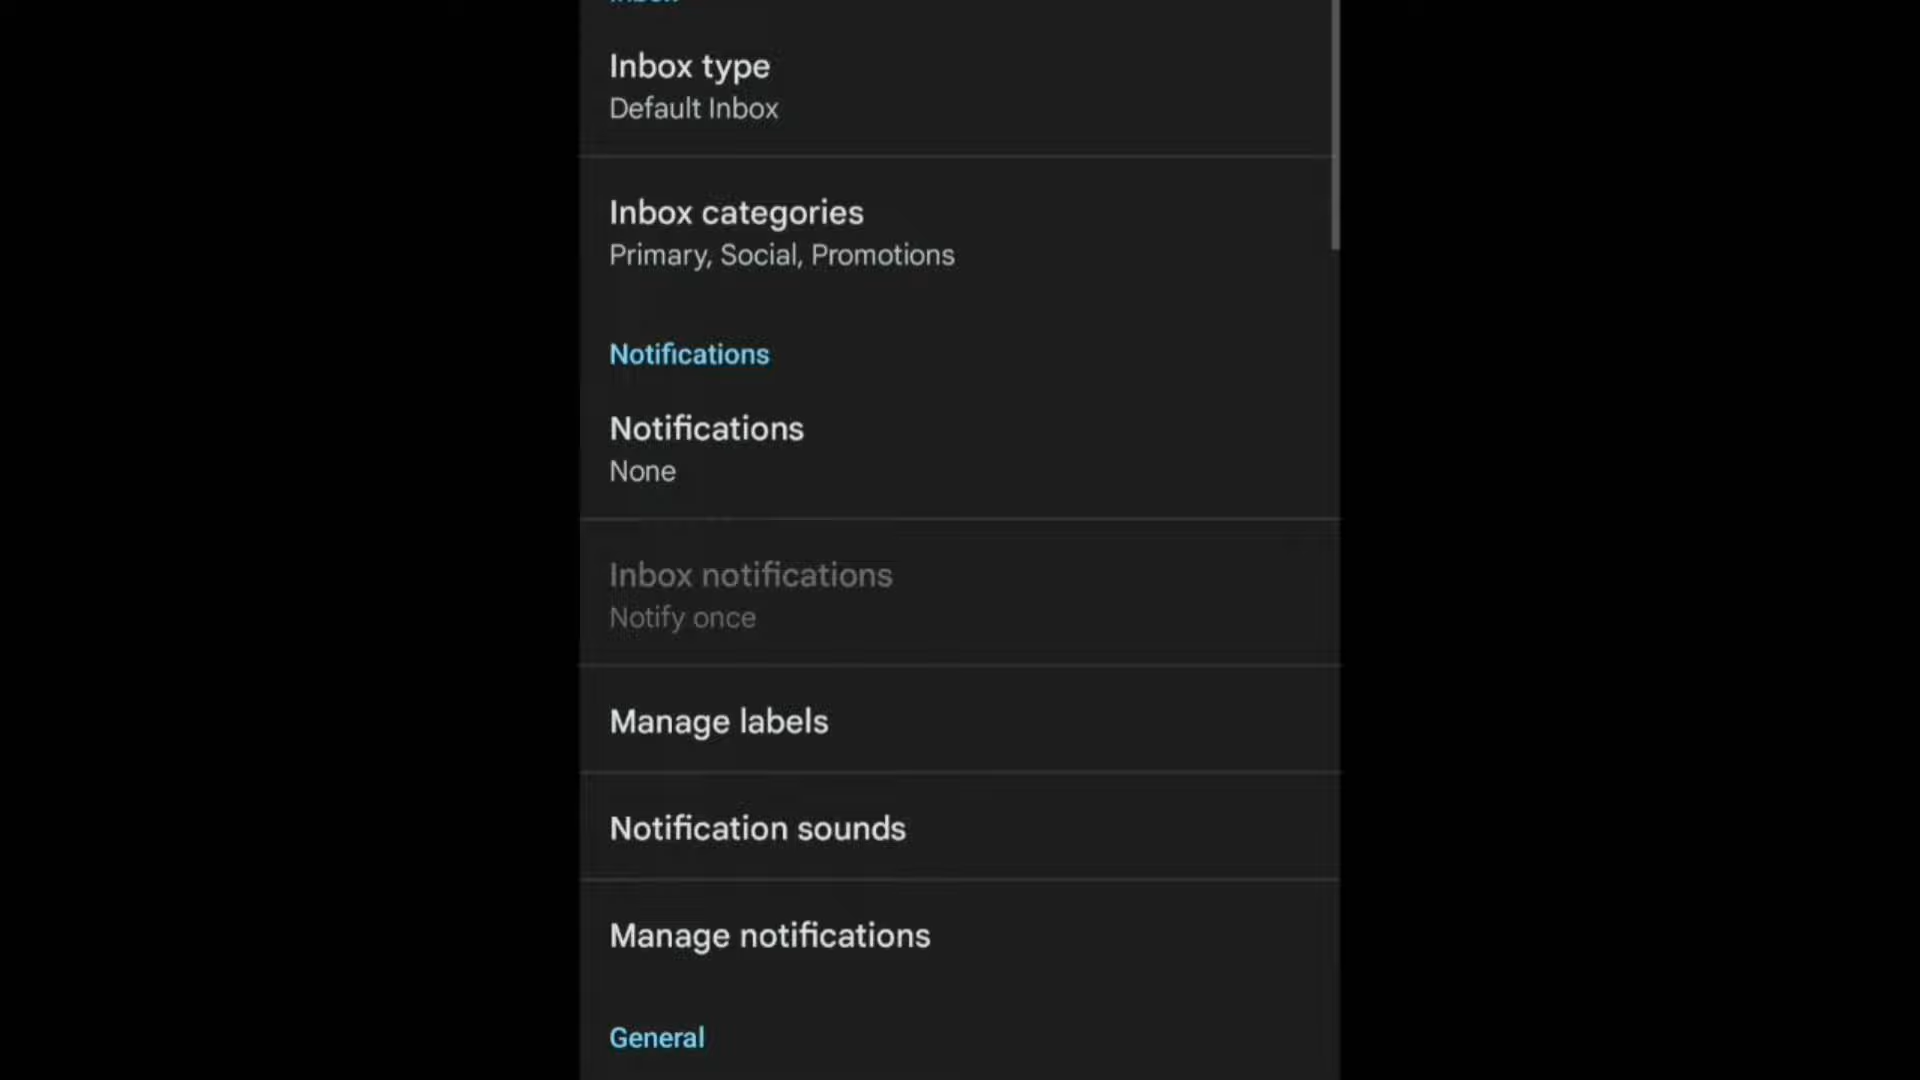 Inbox type
Default Inbox
Inbox categories
Primary, Social, Promotions
Notifications
Notifications
None
Inbox notifications
Notify once
Manage labels
Notification sounds
Manage notifications
General